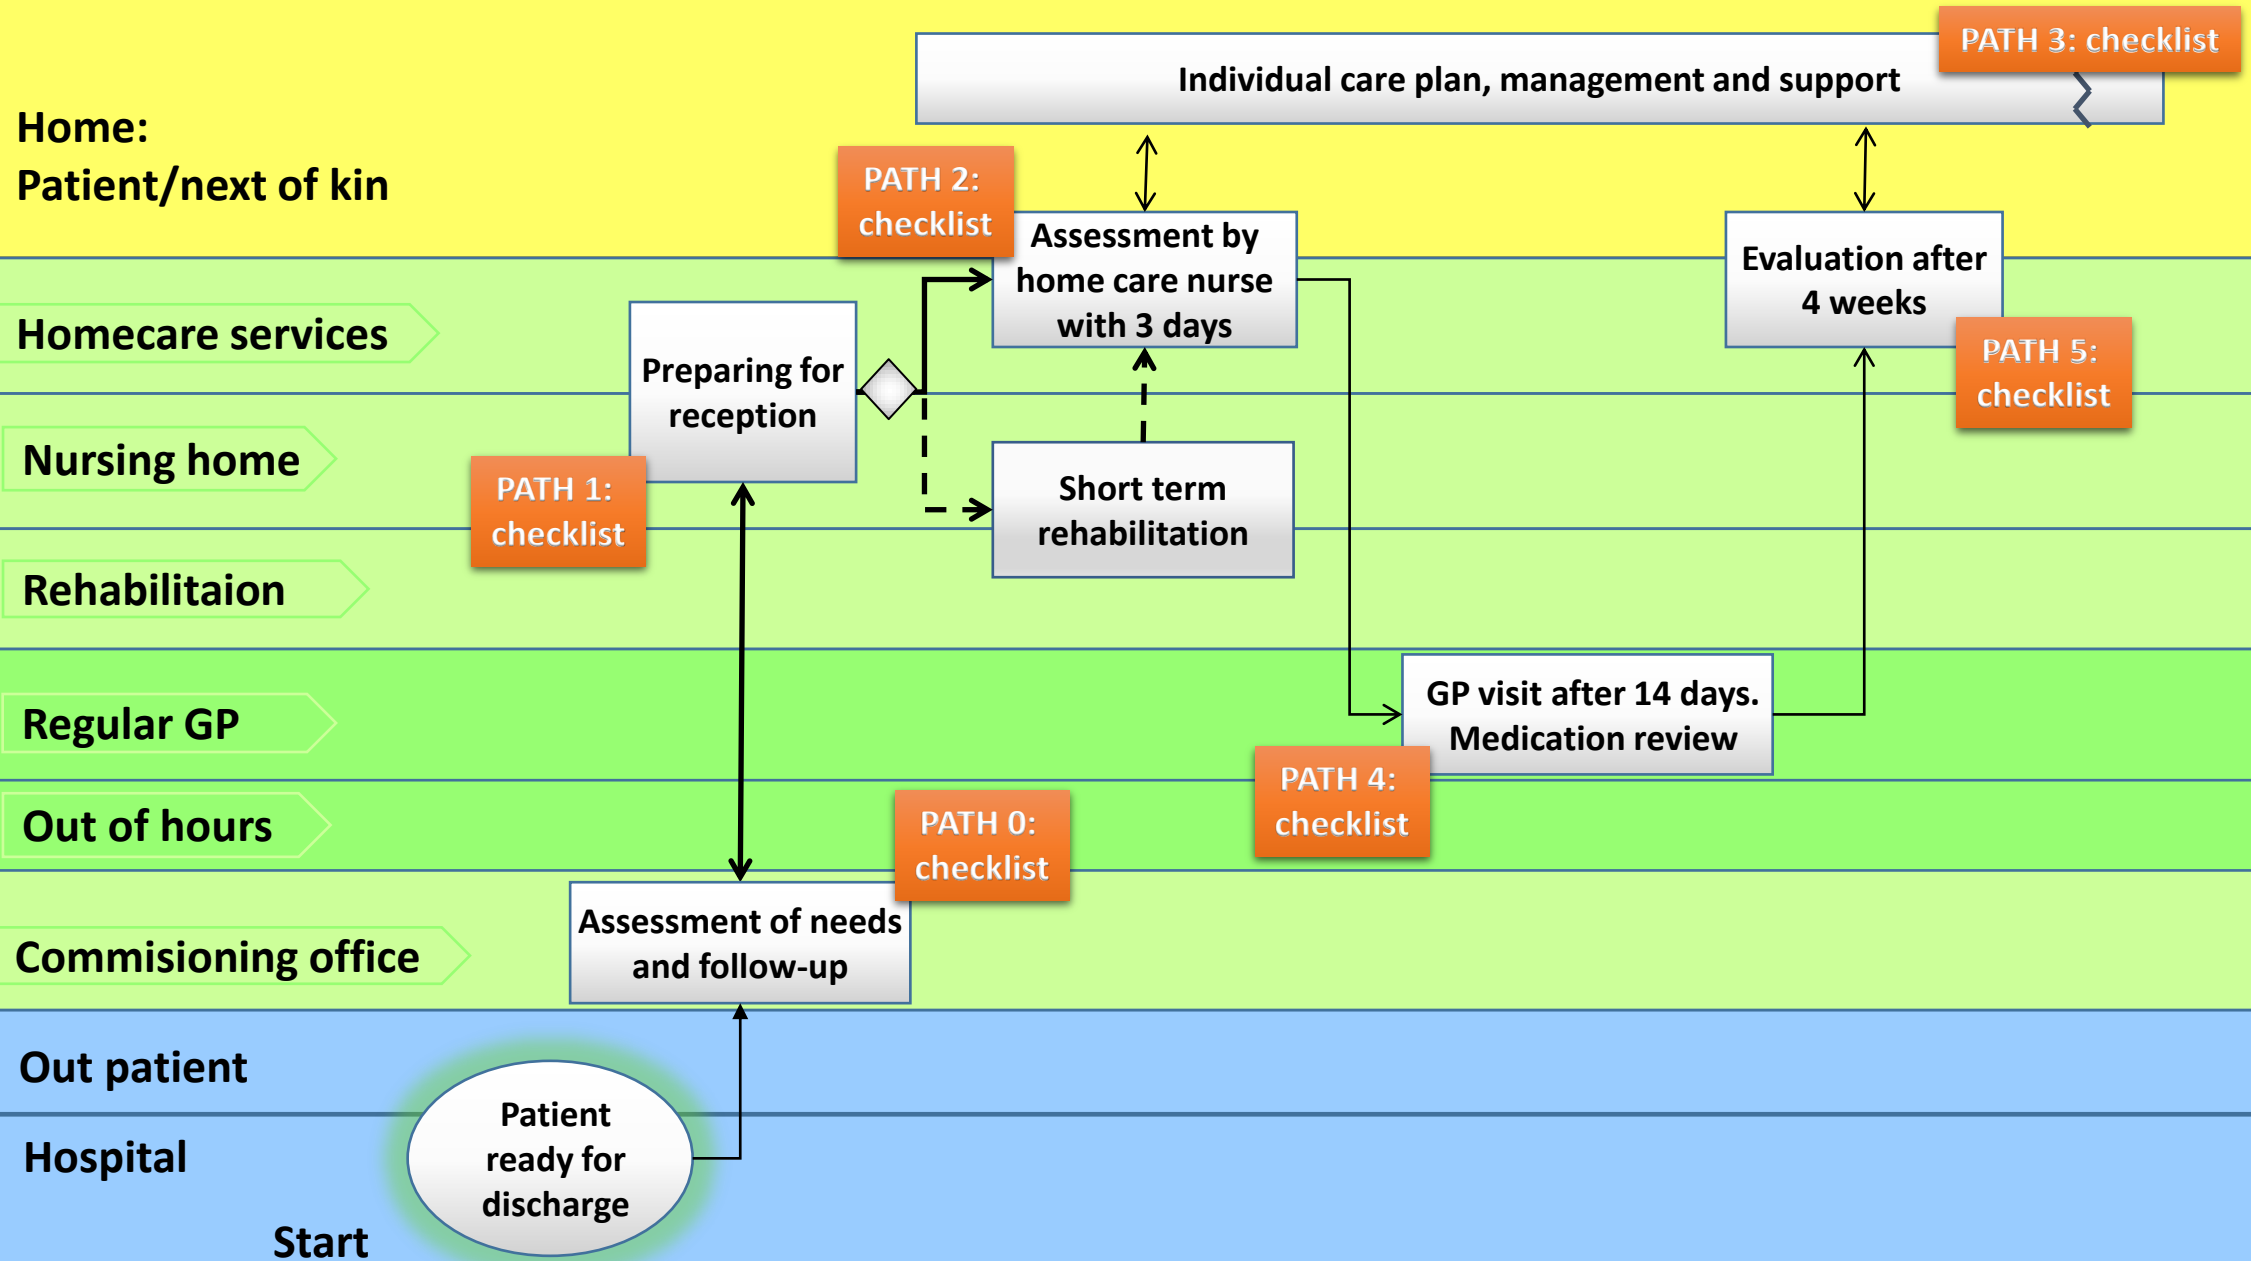 PATH 3: checklist
Individual care plan, management and support
Home:
Patient/next of kin
PATH 2:
checklist
Assessment by
home care nurse
with 3 days
Evaluation after
4 weeks
PATH 5:
checklist
Homecare services
Preparing for
reception
Nursing home
PATH 1:
checklist
Short term
rehabilitation
Rehabilitaion
Regular GP
GP visit after 14 days.
Medication review
PATH 4:
checklist
Out of hours
PATH 0:
checklist
Assessment of needs
and follow-up
Commisioning office
Out patient
Patient
ready for
discharge
Hospital
Start